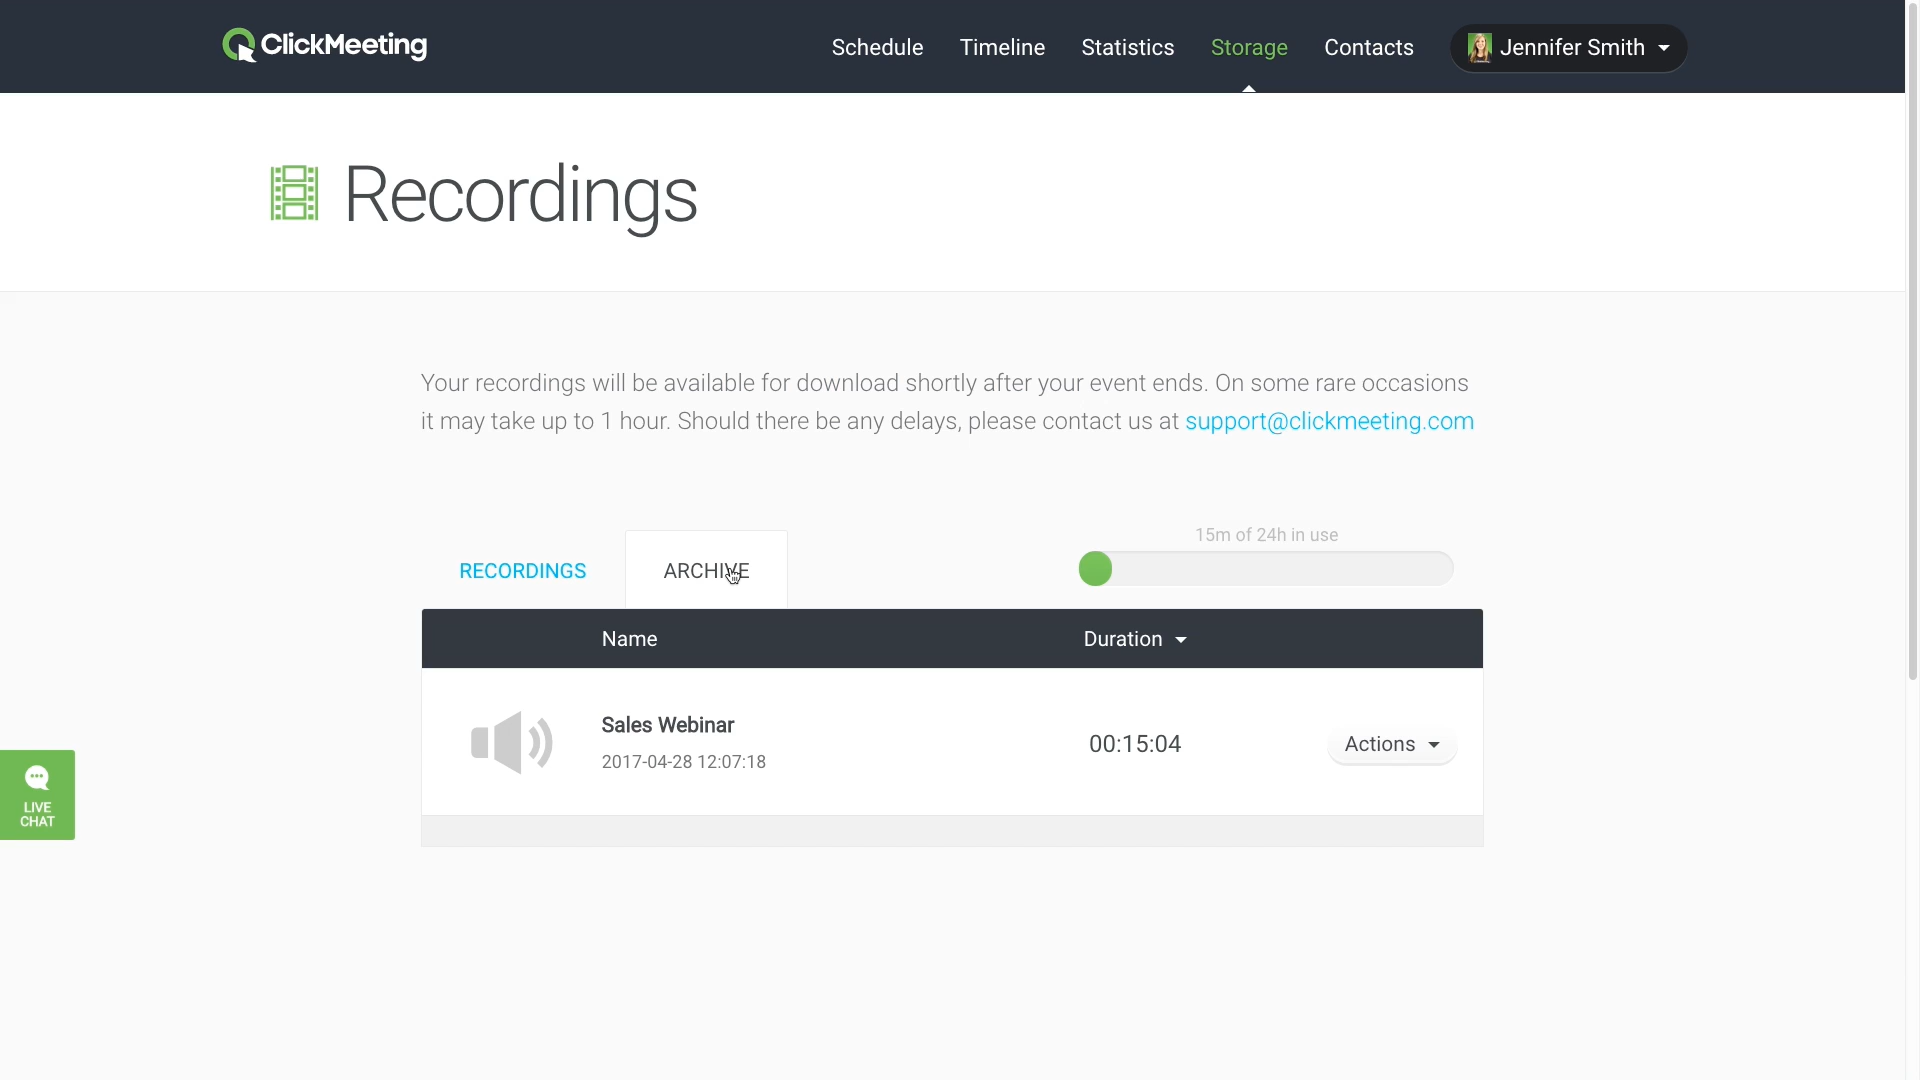 ClickMeeting
Schedule Timeline Statistics Storage Contacts Jennifer Smith
Recordings
Your recordings will be available for download shortly after your event ends. On some rare occasions
it may take up to 1 hour. Should there be any delays, please contact us at support@clickmeeting.com
15m of 24h in use
RECORDINGS ARCHIVE
Name Duration
Sales Webinar
2017-04-28 12:07:18
00:15:04
Actions
LIVE
CHAT